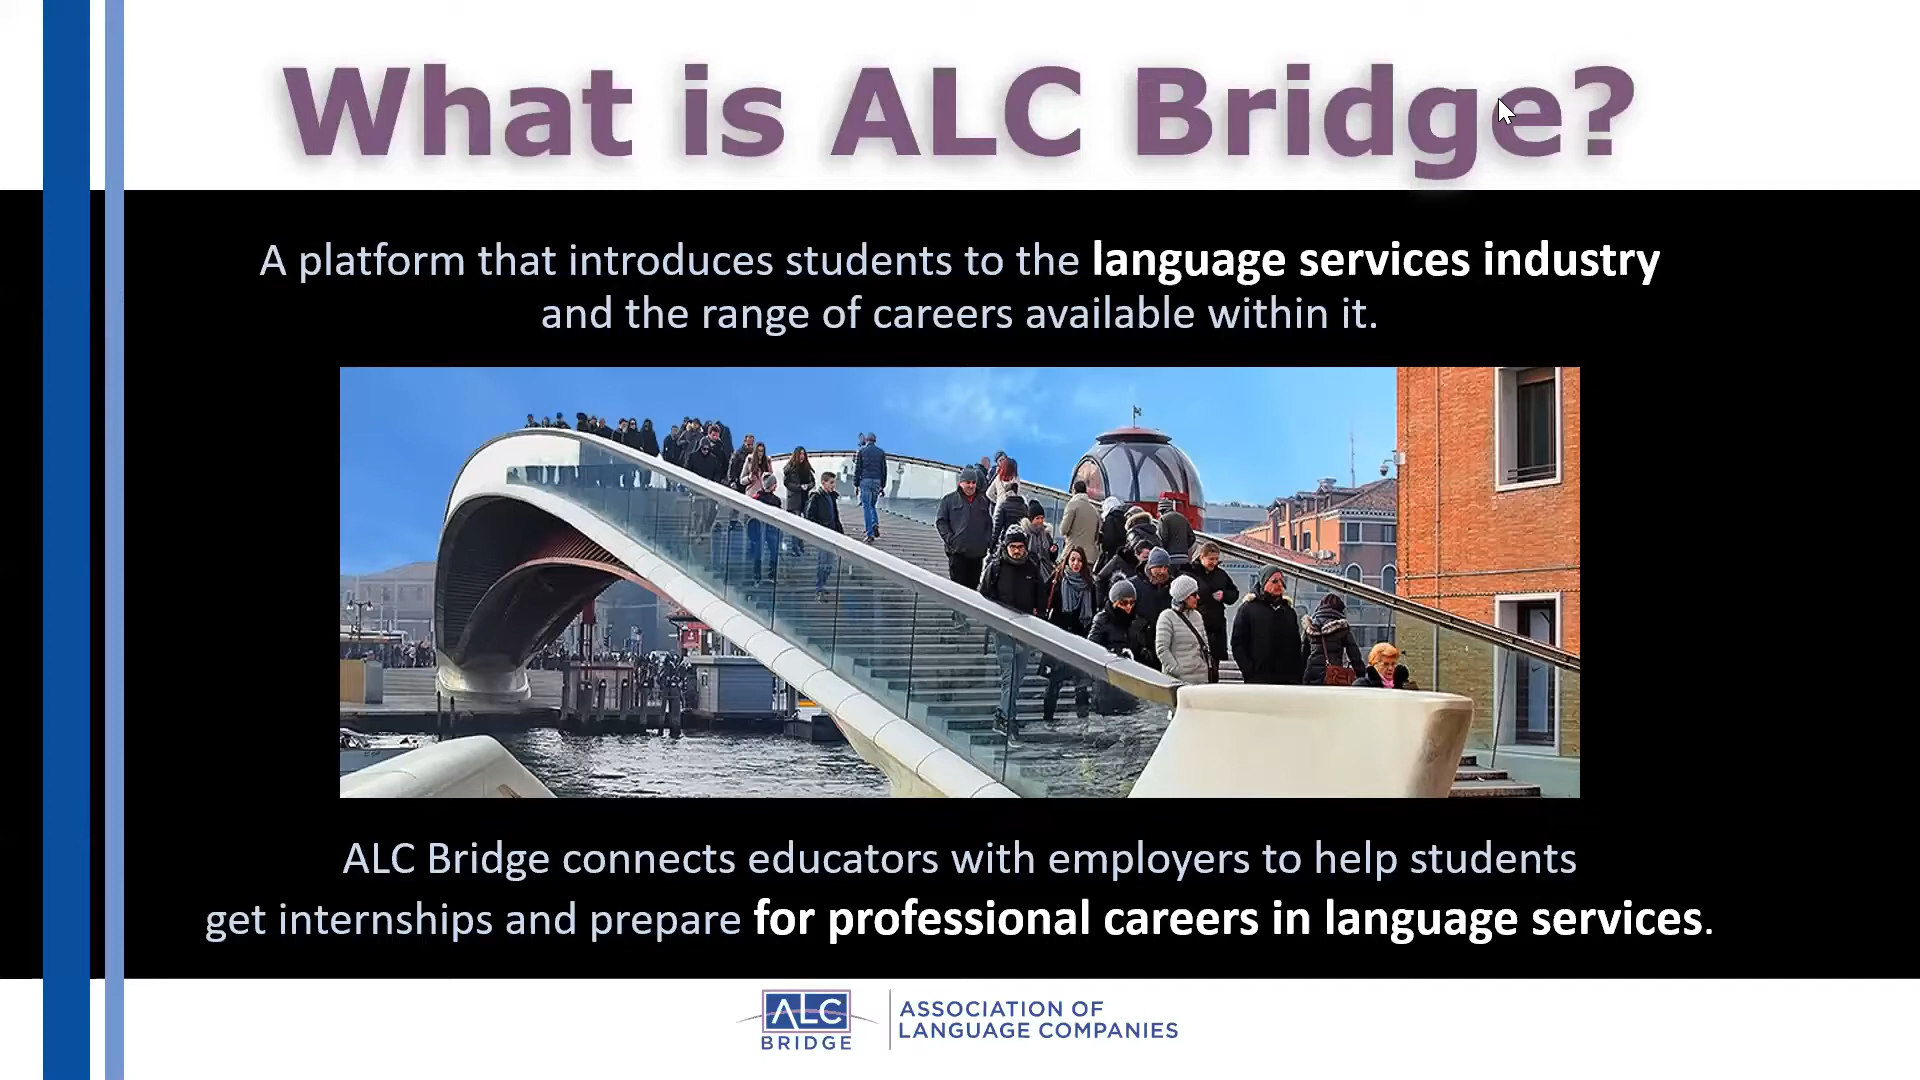 What is ALC Bridge?
A platform that introduces students to the language services industry
and the range of careers available within it.
ALC Bridge connects educators with employers to help students
get internships and prepare for professional careers in language services.
ALC
BRIDGE
ASSOCIATION OF
LANGUAGE COMPANIES